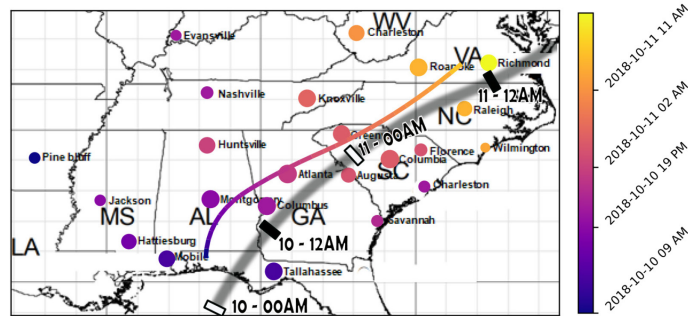 WV
Evansville
Charleston
VA
Roanoke
Richmond
Nashville
Knoxville
11 - 12AM
NC
Raleigh
Huntsville
Green
11 - 00AM
Pine bluff
Columbia
Florence
Wilmington
SC
Atlanta
Augusta
Charleston
Jackson
Montgomery
Columbus
MS
AL
GA
Savannah
LA
Hattiesburg
10 - 12AM
Mobile
Tallahassee
10 - 00AM
2018-10-11 11 AM
2018-10-11 02 AM
2018-10-10 19 PM
2018-10-10 09 AM